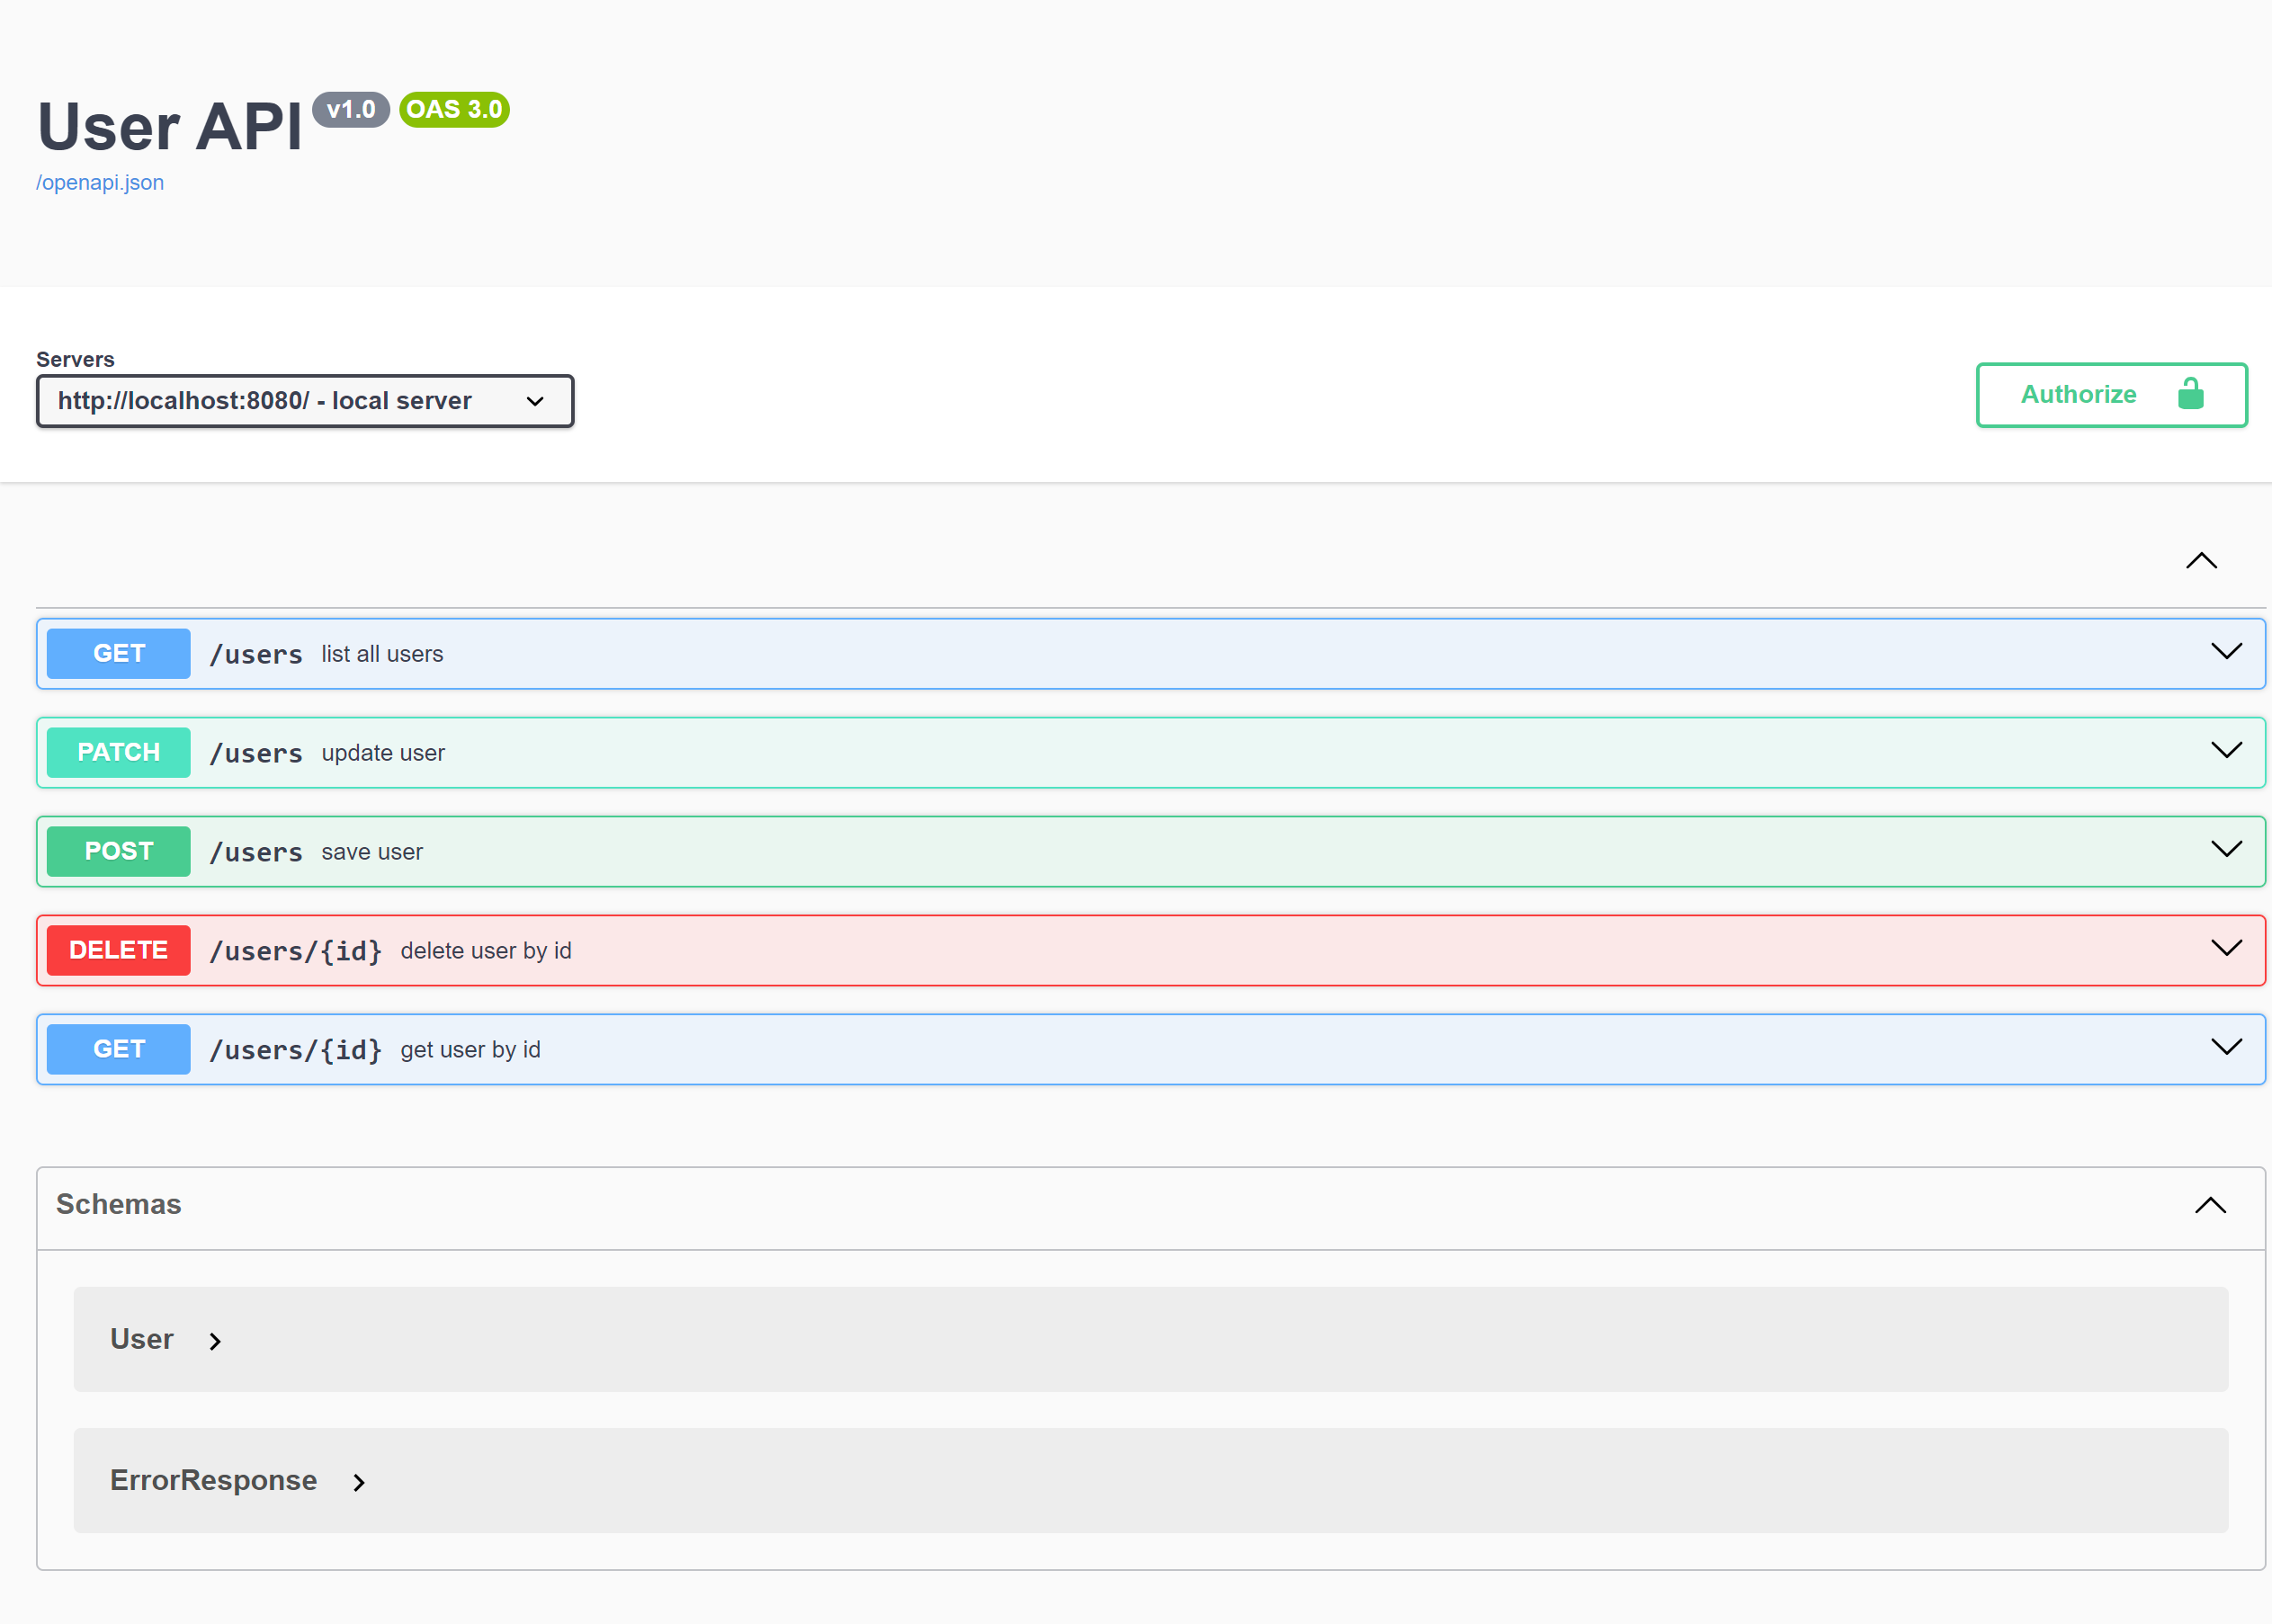 User API v1.0 OAS 3.0
/openapi.json
Servers
http://localhost:8080/ - local server
Authorize
GET /users list all users
PATCH /users update user
POST /users save user
DELETE /users/{id} delete user by id
GET /users/{id} get user by id
Schemas
User
ErrorResponse